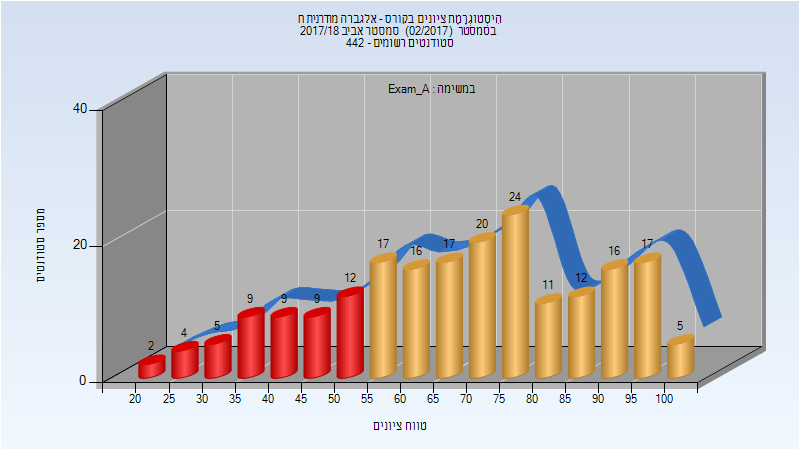 היסטוגרמת ציונים בקורס - אלגברה מודרנית ח
בסמסטר (02/2017) סמסטר אביב 2017/18
סטודנטים רשומים - 442
במשימה : Exam_A
מספר סטודנטים
40
20
0
2 4 5 9 9 9 12 17 16 17 20 24 11 12 16 17 5
20 25 30 35 40 45 50 55 60 65 70 75 80 85 90 95 100
טווח ציונים